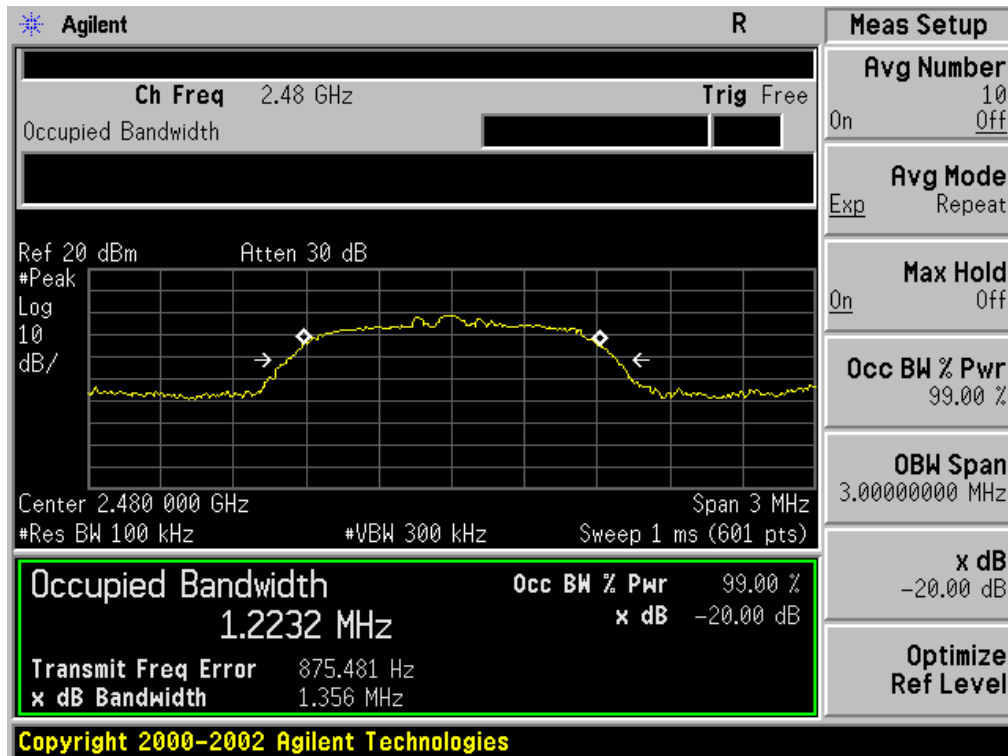 Agilent R
Ch Freq 2.48 GHz Trig Free
Occupied Bandwidth
Ref 20 dBm Atten 30 dB
#Peak
Log
10
dB/
Center 2.480 000 GHz Span 3 MHz
#Res BW 100 kHz #VBW 300 kHz Sweep 1 ms (601 pts)
Occupied Bandwidth Occ BW % Pwr 99.00 %
1.2232 MHz x dB -20.00 dB
Transmit Freq Error 875.481 Hz
x dB Bandwidth 1.356 MHz
Meas Setup
Avg Number
10
On Off
Avg Mode
Exp Repeat
Max Hold
On Off
Occ BW % Pwr
99.00 %
OBW Span
3.00000000 MHz
x dB
-20.00 dB
Optimize
Ref Level
Copyright 2000-2002 Agilent Technologies